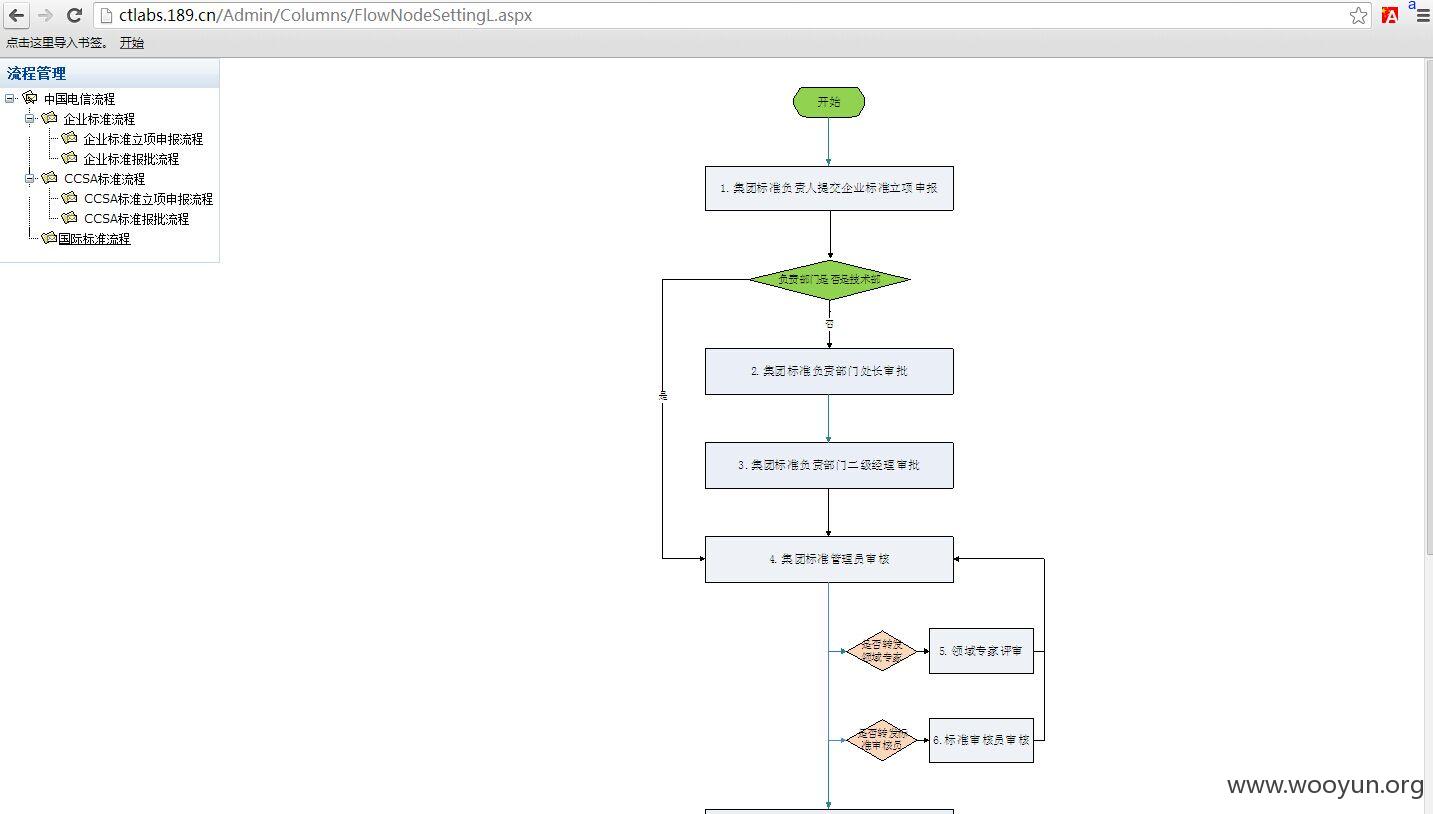 ctlabs.189.cn/Admin/Columns/FlowNodeSettingL.aspx
点击这里导入书签。 开始
流程管理
中国电信流程
企业标准流程
企业标准立项申报流程
企业标准报批流程
CCSA标准流程
CCSA标准立项申报流程
CCSA标准报批流程
国际标准流程
开始
1.集团标准负责人提交企业标准立项申报
负责部门是否是技术部
否
是
2.集团标准负责部门处长审批
3.集团标准负责部门二级经理审批
4.集团标准管理员审核
是否转发
领域专家
5.领域专家评审
是否转发标
准审核员
6.标准审核员审核
www.wooyun.org